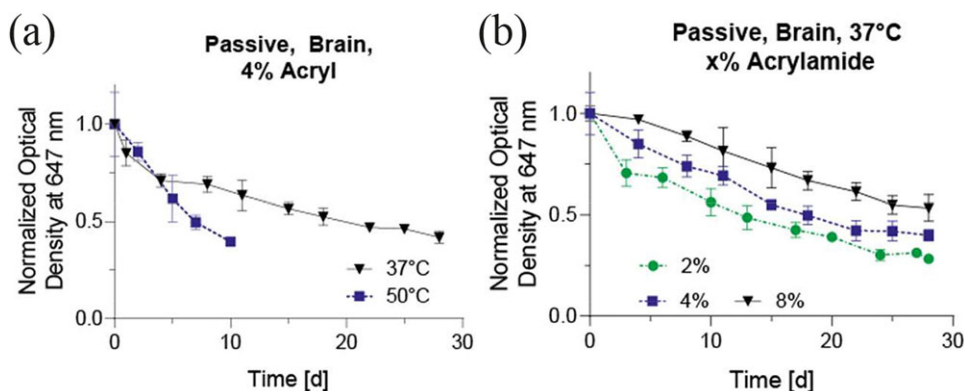 (a)
Passive, Brain,
4% Acryl
Normalized Optical
Density at 647 nm
1.0
0.5
0.0
0
10
20
30
Time [d]
37°C
50°C
(b)
Passive, Brain, 37°C
x% Acrylamide
Normalized Optical
Density at 647 nm
1.0
0.5
0.0
0
10
20
30
Time [d]
2%
4%
8%